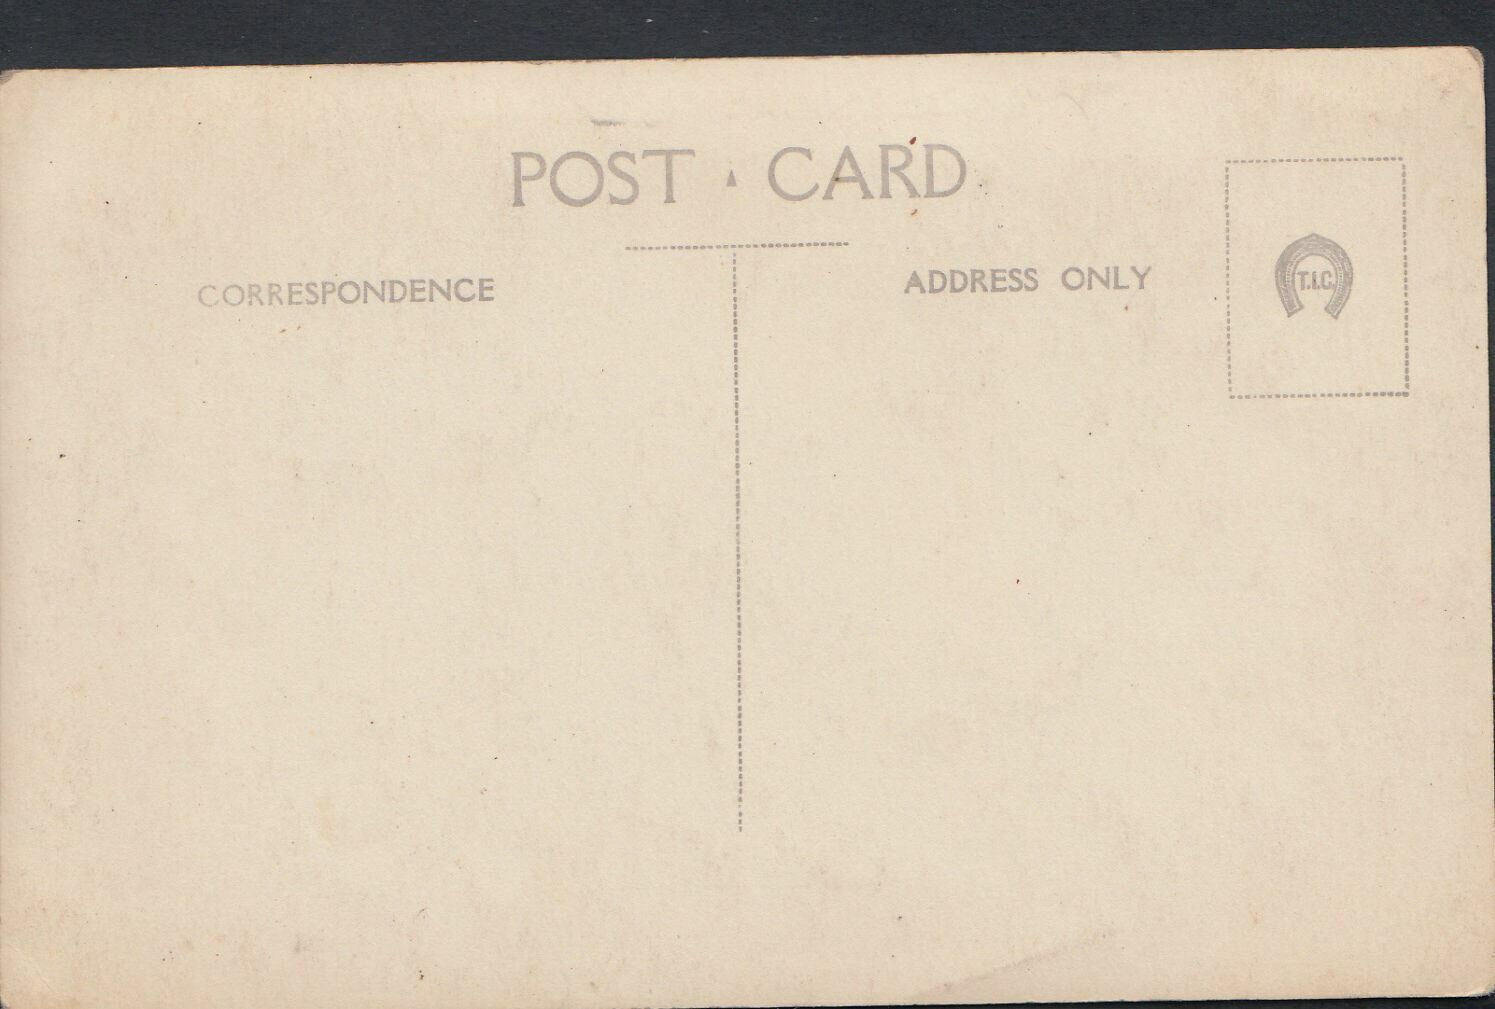 POST CARD
CORRESPONDENCE
ADDRESS ONLY
T.I.C.